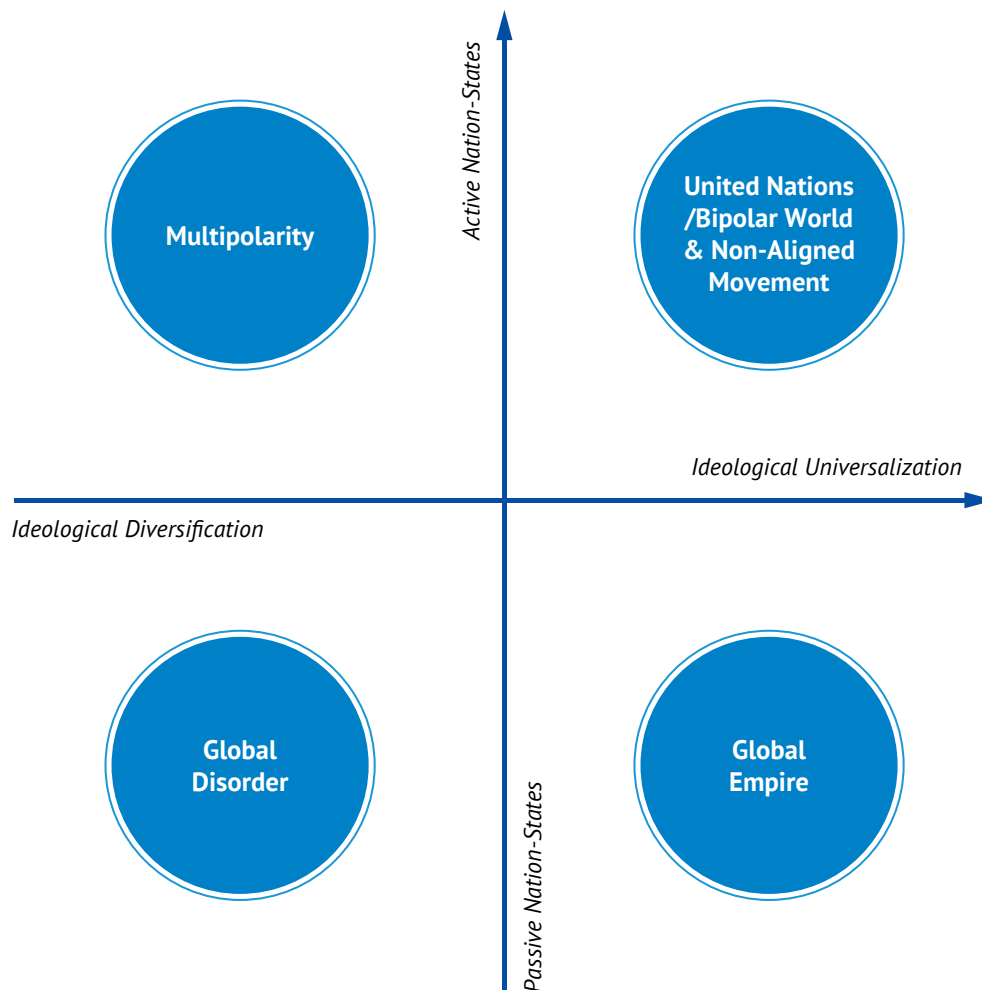 Active Nation-States
Multipolarity
United Nations
/Bipolar World
& Non-Aligned
Movement
Ideological Universalization
Ideological Diversification
Global
Disorder
Global
Empire
Passive Nation-States